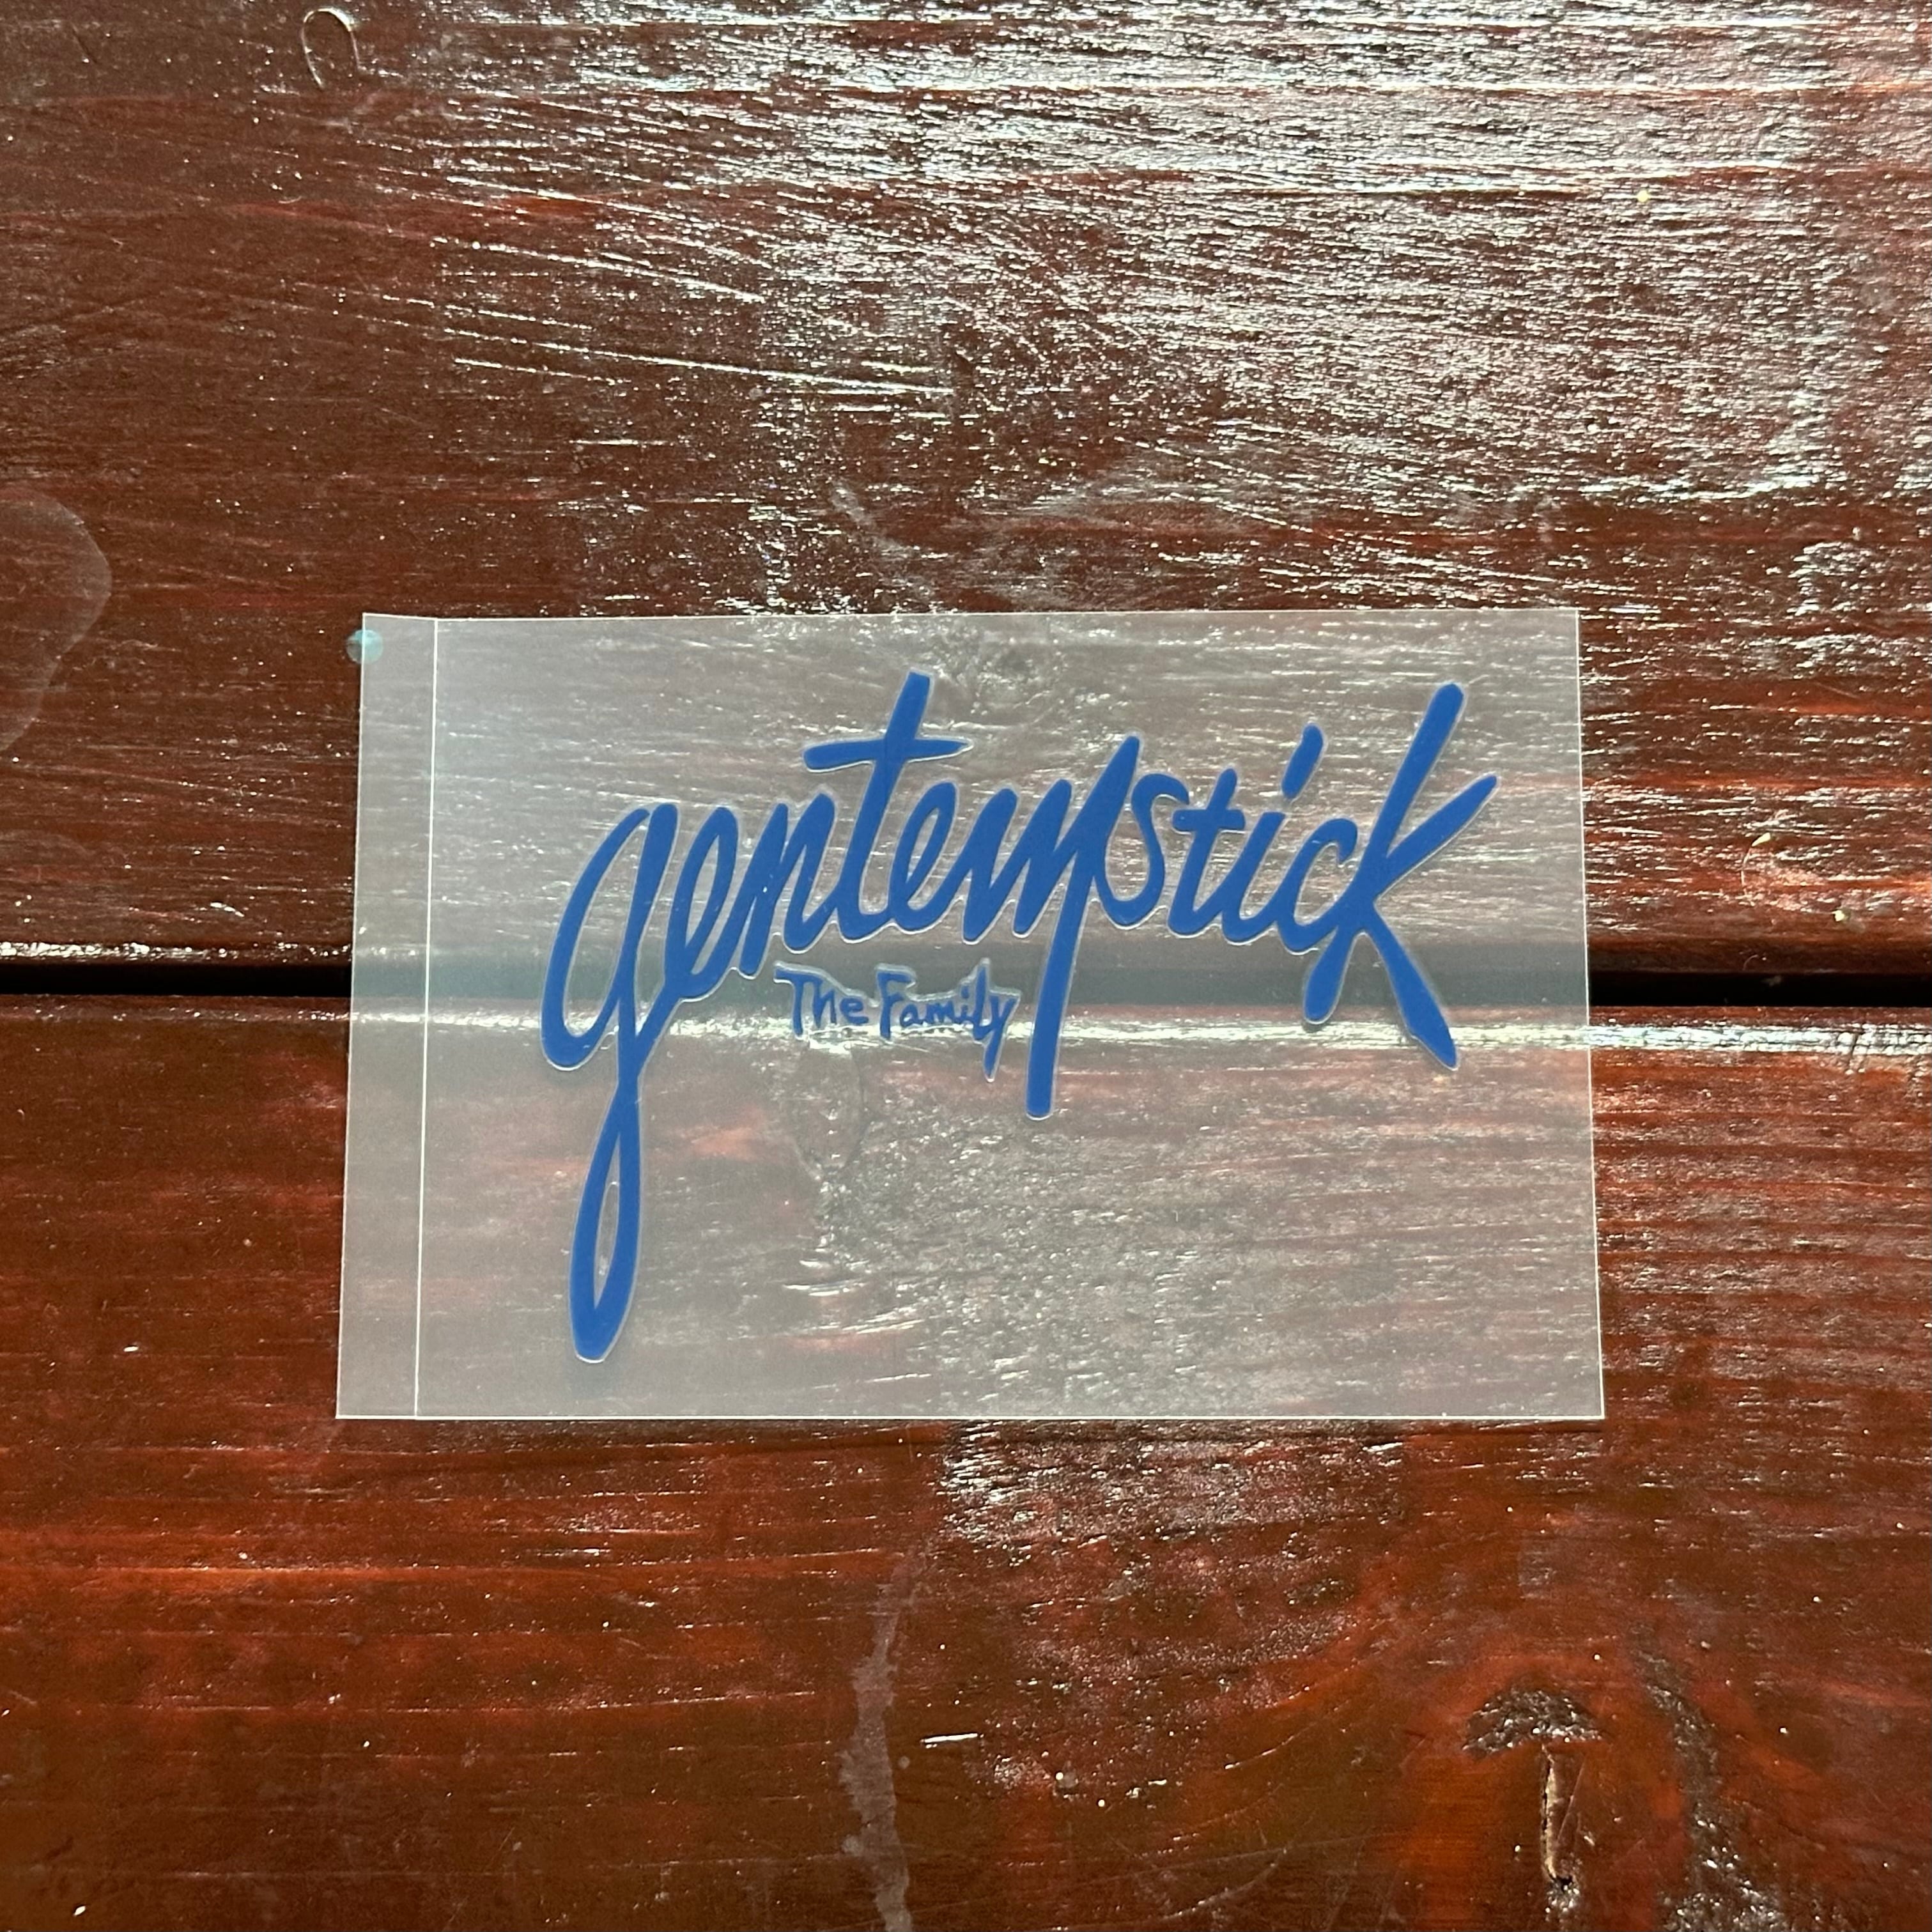 gentemstick
The Family